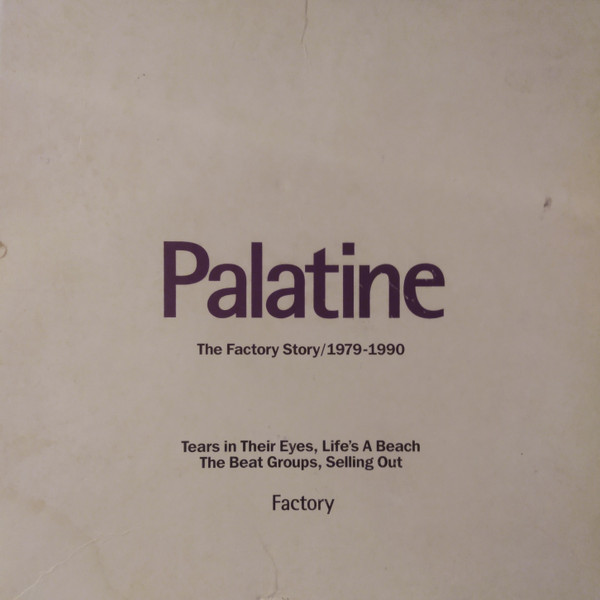 Palatine
The Factory Story/1979-1990
Tears in Their Eyes, Life's A Beach
The Beat Groups, Selling Out
Factory